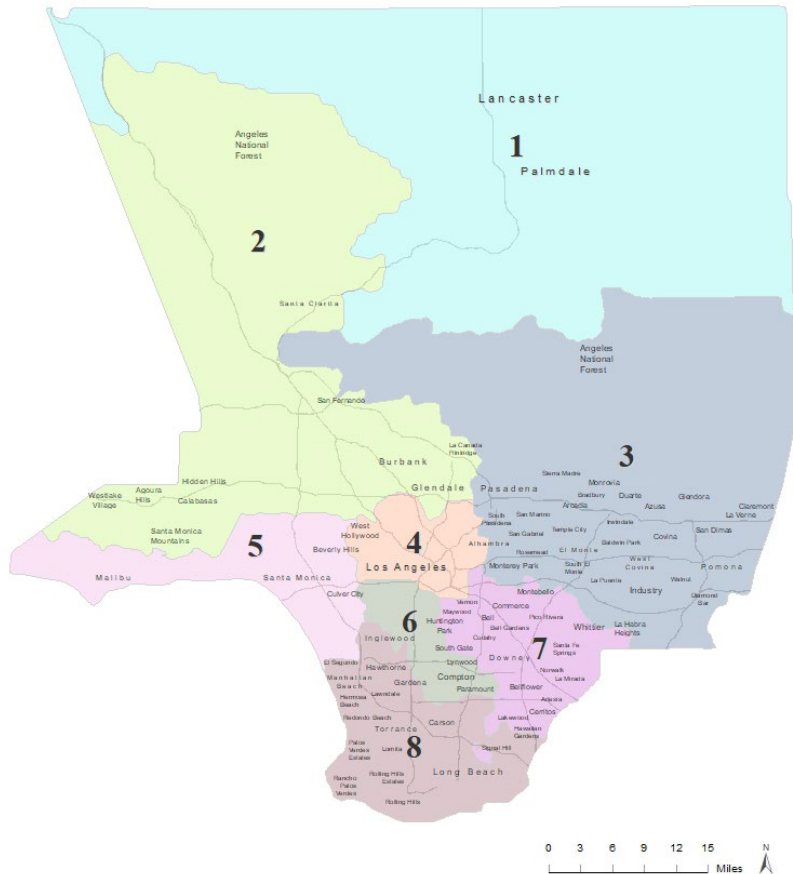 Lancaster
1
Palmdale
Angeles
National
Forest
2
Santa Clarita
Angeles
National
Forest
San Fernando
La Canada
Flintridge
Burbank
Glendale
Pasadena
3
Sierra Madre
Monrovia
Bradbury
Duarte
Glendora
Arcadia
Azusa
Claremont
La Verne
Westlake
Village
Agoura
Hills
Hidden Hills
Calabasas
Santa Monica
Mountains
South
Pasadena
San Marino
San Gabriel
Temple City
Irwindale
Covina
San Dimas
Baldwin Park
Alhambra
Rosemead
El Monte
West
Covina
Pomona
Monterey Park
South El
Monte
La Puente
Walnut
Industry
Diamond
Bar
5
West
Hollywood
Beverly Hills
4
Los Angeles
Malibu
Santa Monica
Culver City
6
Inglewood
Vernon
Maywood
Huntington
Park
Commerce
Montebello
Bell
Bell Gardens
Cudahy
Pico Rivera
Whittier
La Habra
Heights
7
South Gate
Downey
Santa Fe
Springs
Lynwood
Norwalk
La Mirada
Compton
Paramount
Bellflower
Artesia
Cerritos
Lakewood
Hawaiian
Gardens
El Segundo
Manhattan
Beach
Hawthorne
Lawndale
Gardena
Hermosa
Beach
Redondo Beach
Torrance
Carson
8
Palos
Verdes
Estates
Lomita
Signal Hill
Long Beach
Rolling Hills
Estates
Rancho
Palos
Verdes
Rolling Hills
0 3 6 9 12 15
Miles
N